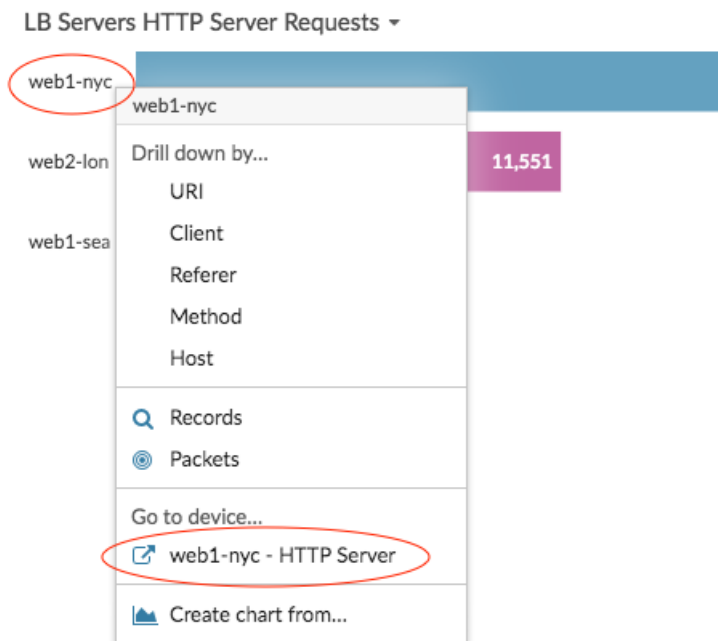 LB Servers HTTP Server Requests
web1-nyc
web1-nyc
Drill down by...
web2-lon
11,551
URI
Client
web1-sea
Referer
Method
Host
Records
Packets
Go to device...
web1-nyc - HTTP Server
Create chart from...